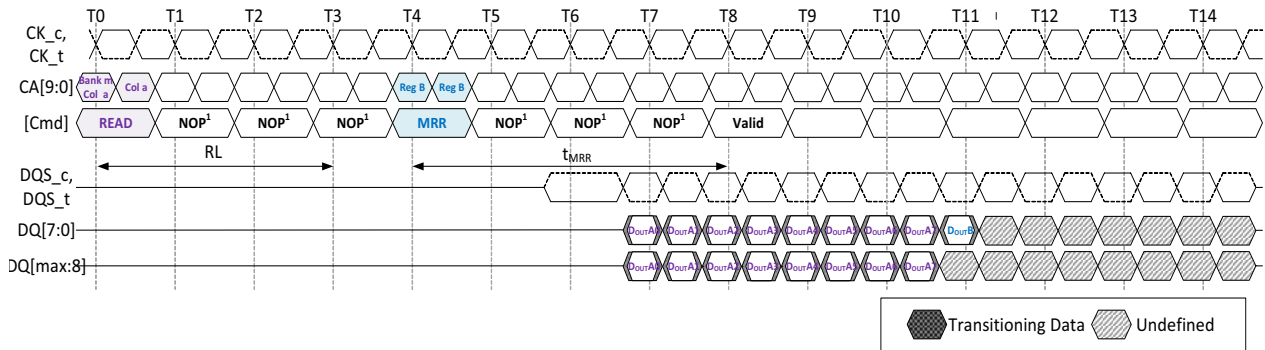 T0 T1 T2 T3 T4 T5 T6 T7 T8 T9 T10 T11 T12 T13 T14
CK_c,
CK_t
CA[9:0] Bank m Col a Col a Reg B Reg B
[Cmd] READ NOP1 NOP1 NOP1 MRR NOP1 NOP1 NOP1 Valid
RL tMRR
DQS_c,
DQS_t
DQ[7:0] DOUTA0 DOUTA1 DOUTA2 DOUTA3 DOUTA4 DOUTA5 DOUTA6 DOUTA7 DOUTB
DQ[max:8] DOUTA0 DOUTA1 DOUTA2 DOUTA3 DOUTA4 DOUTA5 DOUTA6 DOUTA7
Transitioning Data Undefined